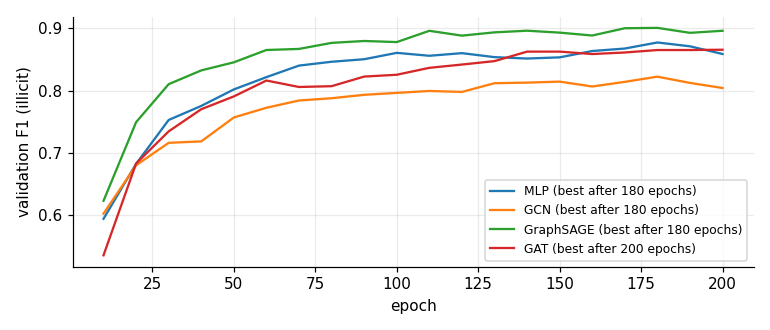 0.9
0.8
0.7
0.6
validation F1 (illicit)
MLP (best after 180 epochs)
GCN (best after 180 epochs)
GraphSAGE (best after 180 epochs)
GAT (best after 200 epochs)
25 50 75 100 125 150 175 200
epoch